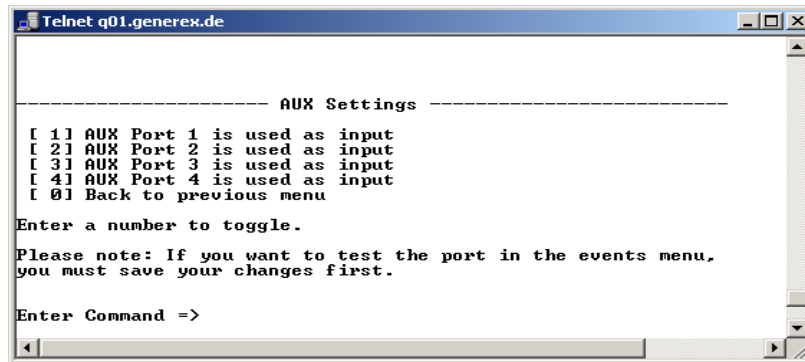 Telnet q01.generex.de
---------------------- AUX Settings --------------------------
[ 1] AUX Port 1 is used as input
[ 2] AUX Port 2 is used as input
[ 3] AUX Port 3 is used as input
[ 4] AUX Port 4 is used as input
[ 0] Back to previous menu
Enter a number to toggle.
Please note: If you want to test the port in the events menu,
you must save your changes first.
Enter Command =>